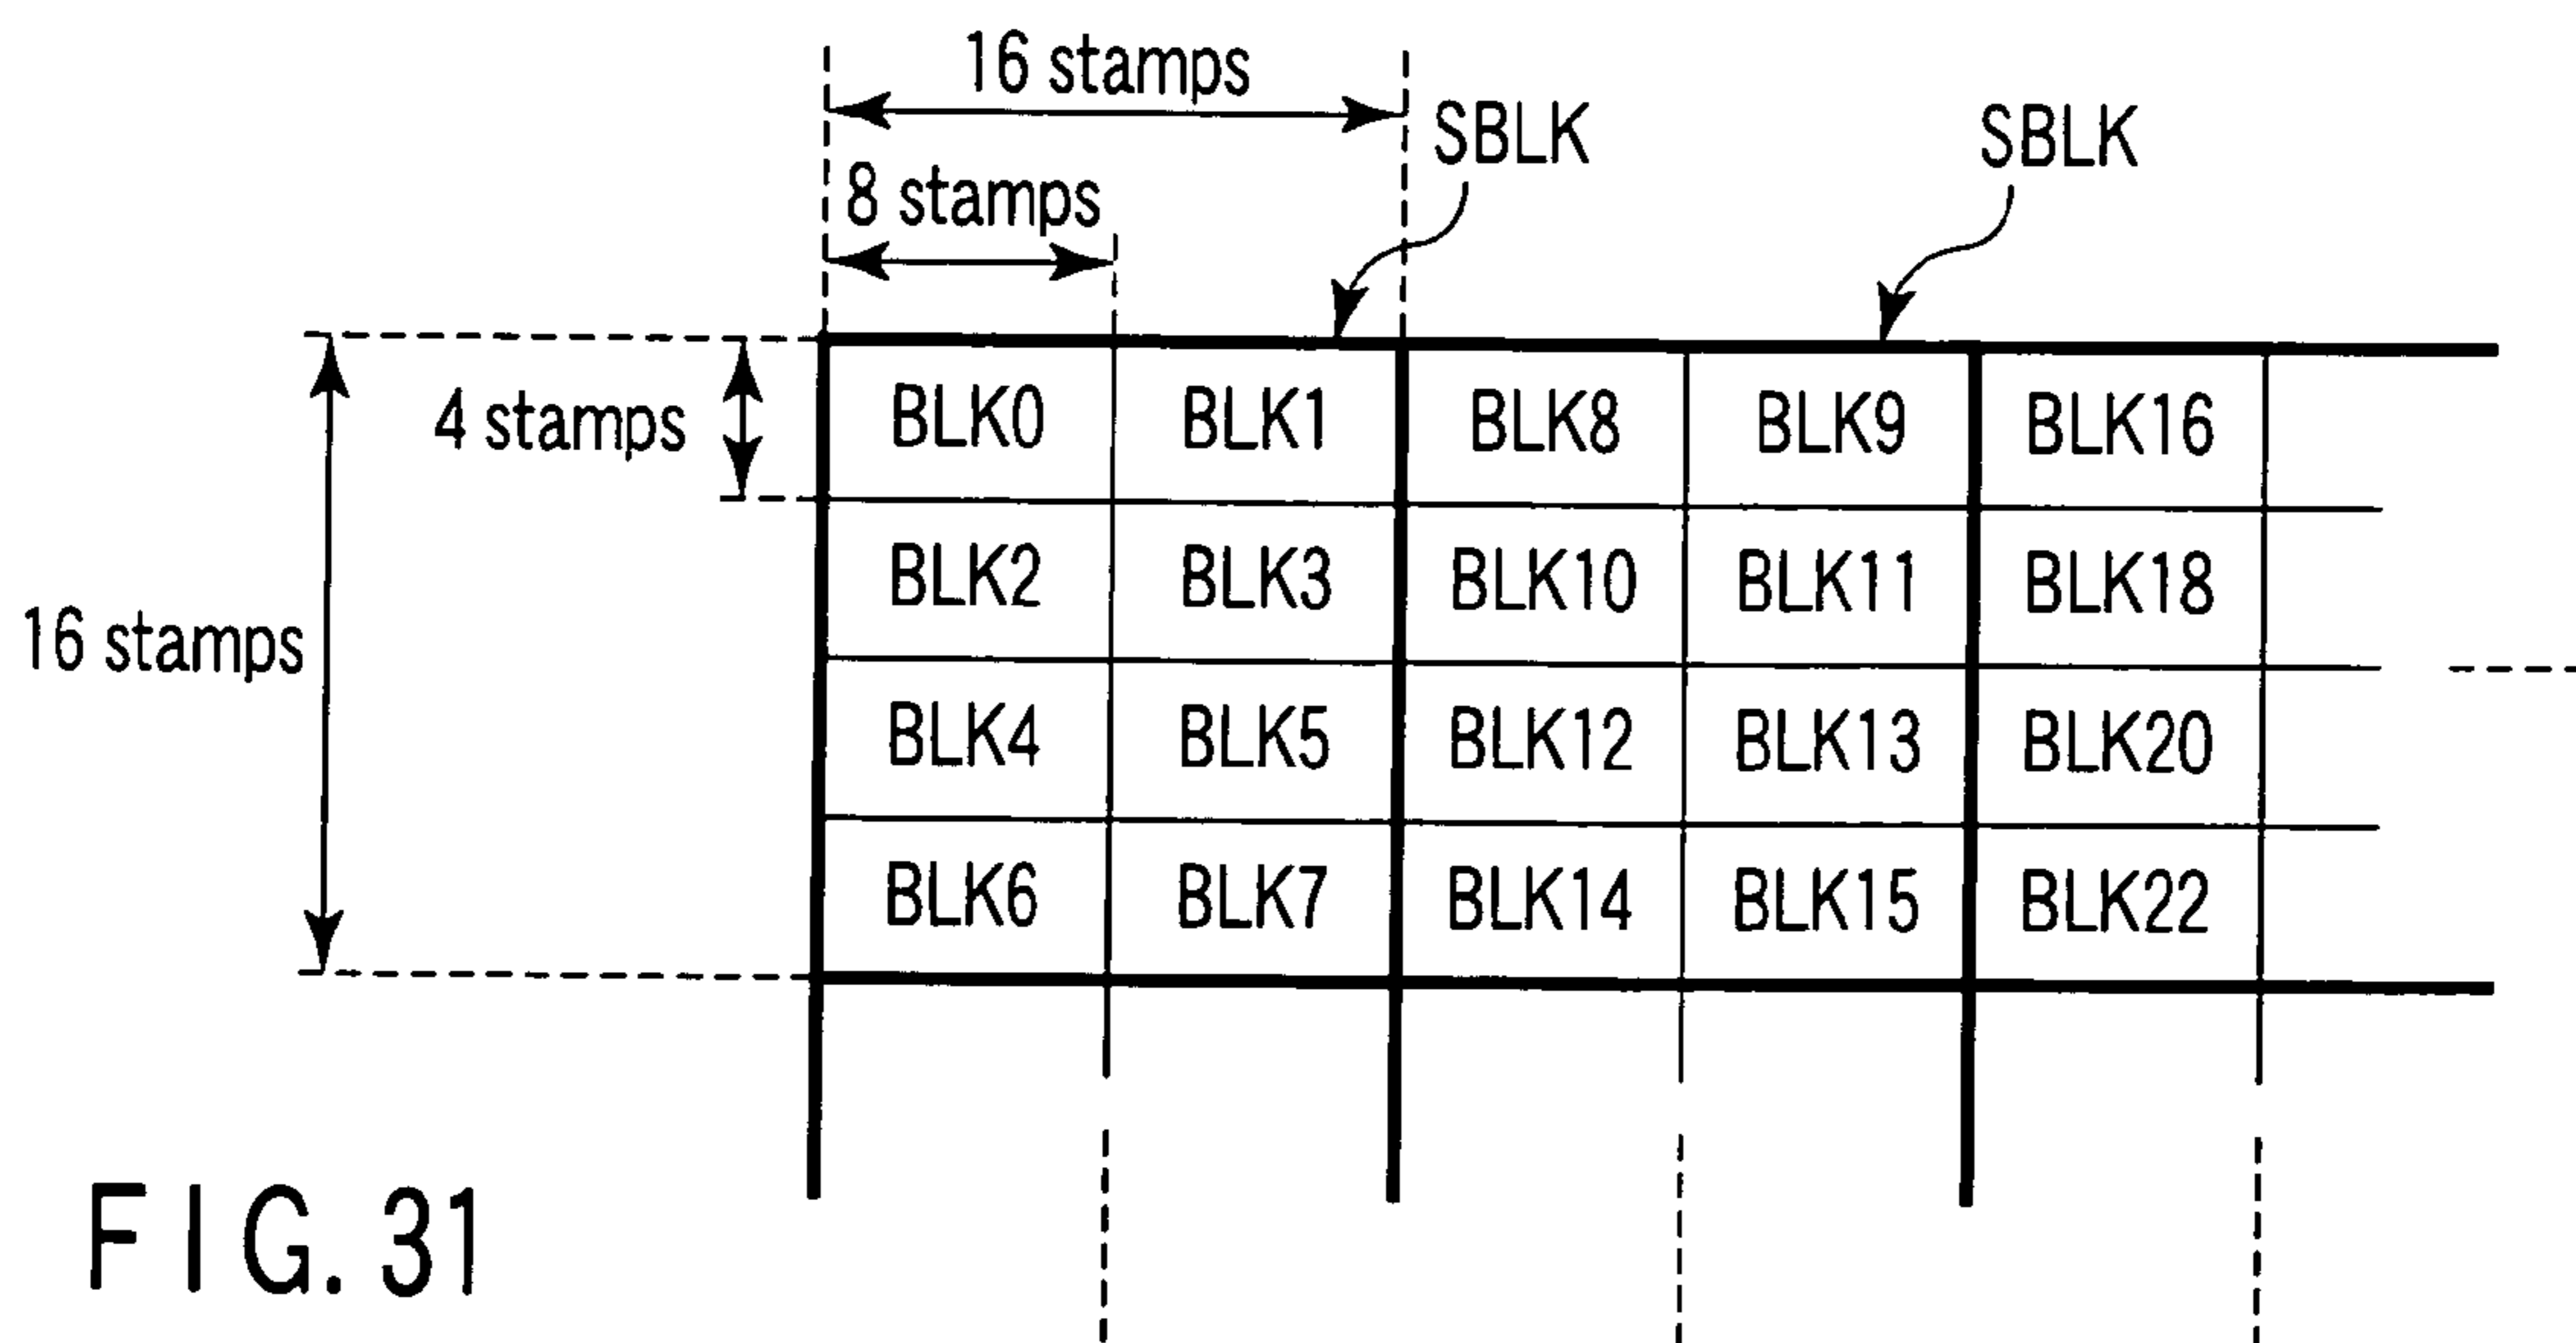 16 stamps
SBLK
SBLK
8 stamps
4 stamps
BLK0 BLK1 BLK8 BLK9 BLK16
BLK2 BLK3 BLK10 BLK11 BLK18
16 stamps
BLK4 BLK5 BLK12 BLK13 BLK20
BLK6 BLK7 BLK14 BLK15 BLK22
FIG. 31